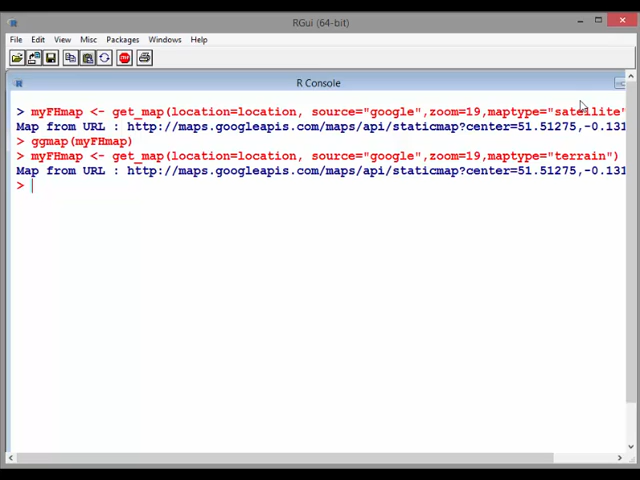 RGui (64-bit)
File Edit View Misc Packages Windows Help
STOP
R Console
> myFHmap <- get_map(location=location, source="google",zoom=19,maptype="satellite"
Map from URL : http://maps.googleapis.com/maps/api/staticmap?center=51.51275,-0.131
> ggmap(myFHmap)
> myFHmap <- get_map(location=location, source="google",zoom=19,maptype="terrain")
Map from URL : http://maps.googleapis.com/maps/api/staticmap?center=51.51275,-0.131
>